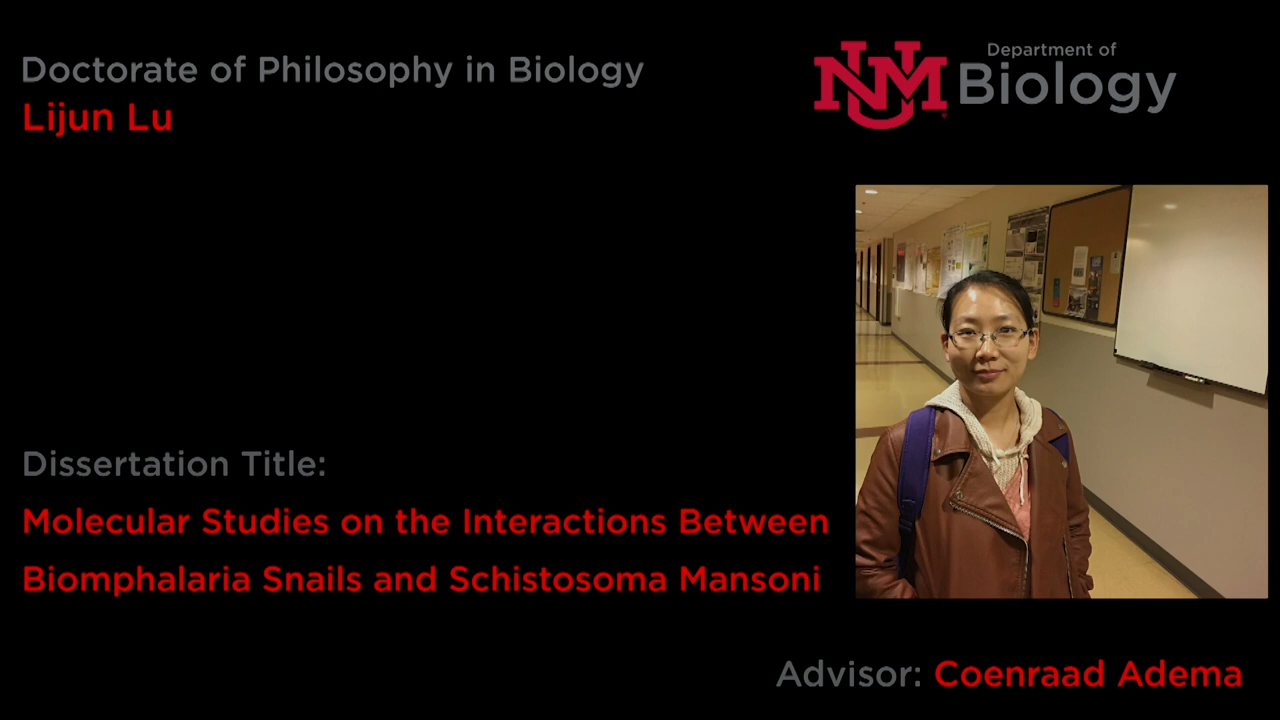 Doctorate of Philosophy in Biology
Lijun Lu
UNM Department of
Biology
Dissertation Title:
Molecular Studies on the Interactions Between
Biomphalaria Snails and Schistosoma Mansoni
Advisor: Coenraad Adema